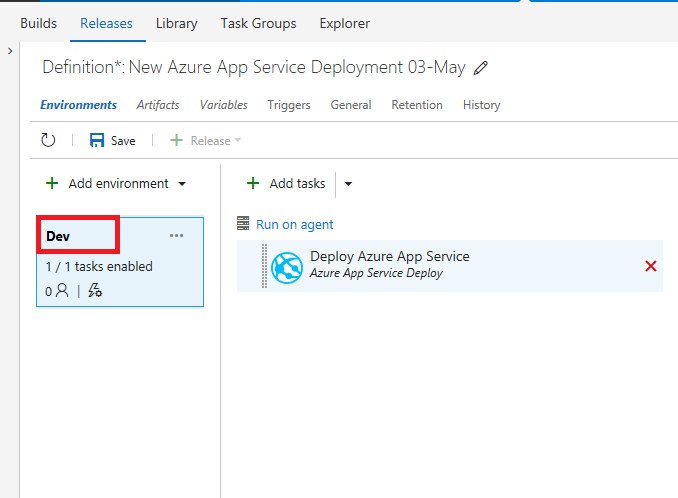 Builds Releases Library Task Groups Explorer
Definition*: New Azure App Service Deployment 03-May
Environments Artifacts Variables Triggers General Retention History
Save Release
Add environment
Dev
1 / 1 tasks enabled
0
Add tasks
Run on agent
Deploy Azure App Service
Azure App Service Deploy